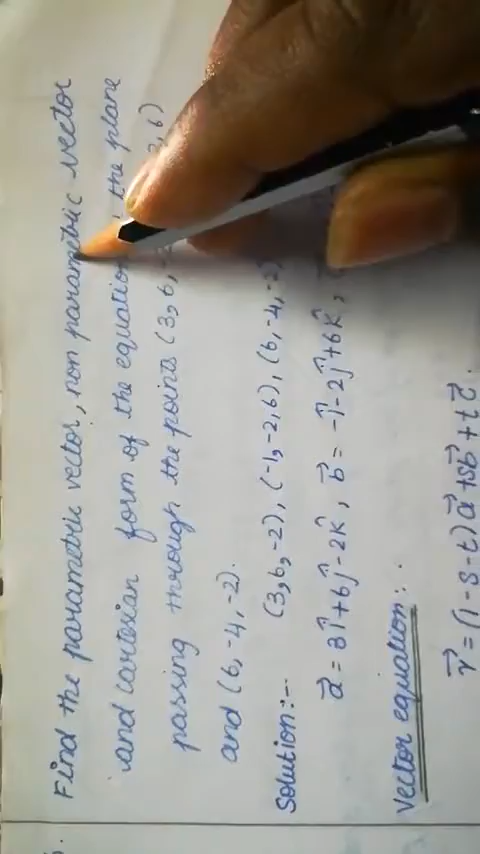 Find the parametric vector, non parametric vector
and cartesian form of the equation the plane
passing through the points (3,6,-2 ,6)
and (6,-4,-2).
Solution:- (3,6,-2), (-1,-2,6), (6,-4,-2)
a⃗ = 3î+6ĵ-2k̂, b⃗ = -î-2ĵ+6k̂,
Vector equation:.
r⃗ = (1-s-t)a⃗+sb⃗+tc⃗.